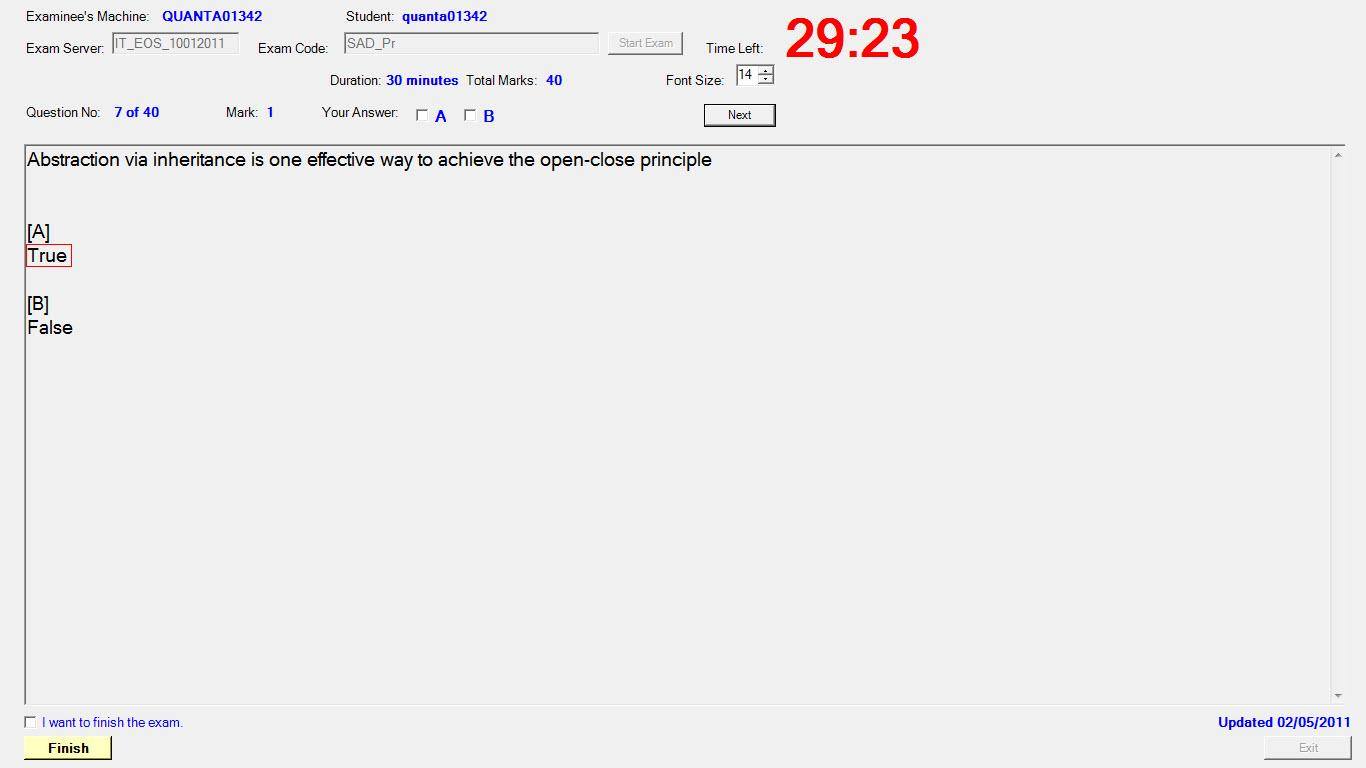 Examinee's Machine: QUANTA01342 Student: quanta01342
Exam Server: IT_EOS_10012011 Exam Code: SAD_Pr Start Exam Time Left: 29:23
Duration: 30 minutes Total Marks: 40 Font Size: 14
Question No: 7 of 40 Mark: 1 Your Answer: A B Next
Abstraction via inheritance is one effective way to achieve the open-close principle
[A]
True
[B]
False
I want to finish the exam. Updated 02/05/2011
Finish Exit